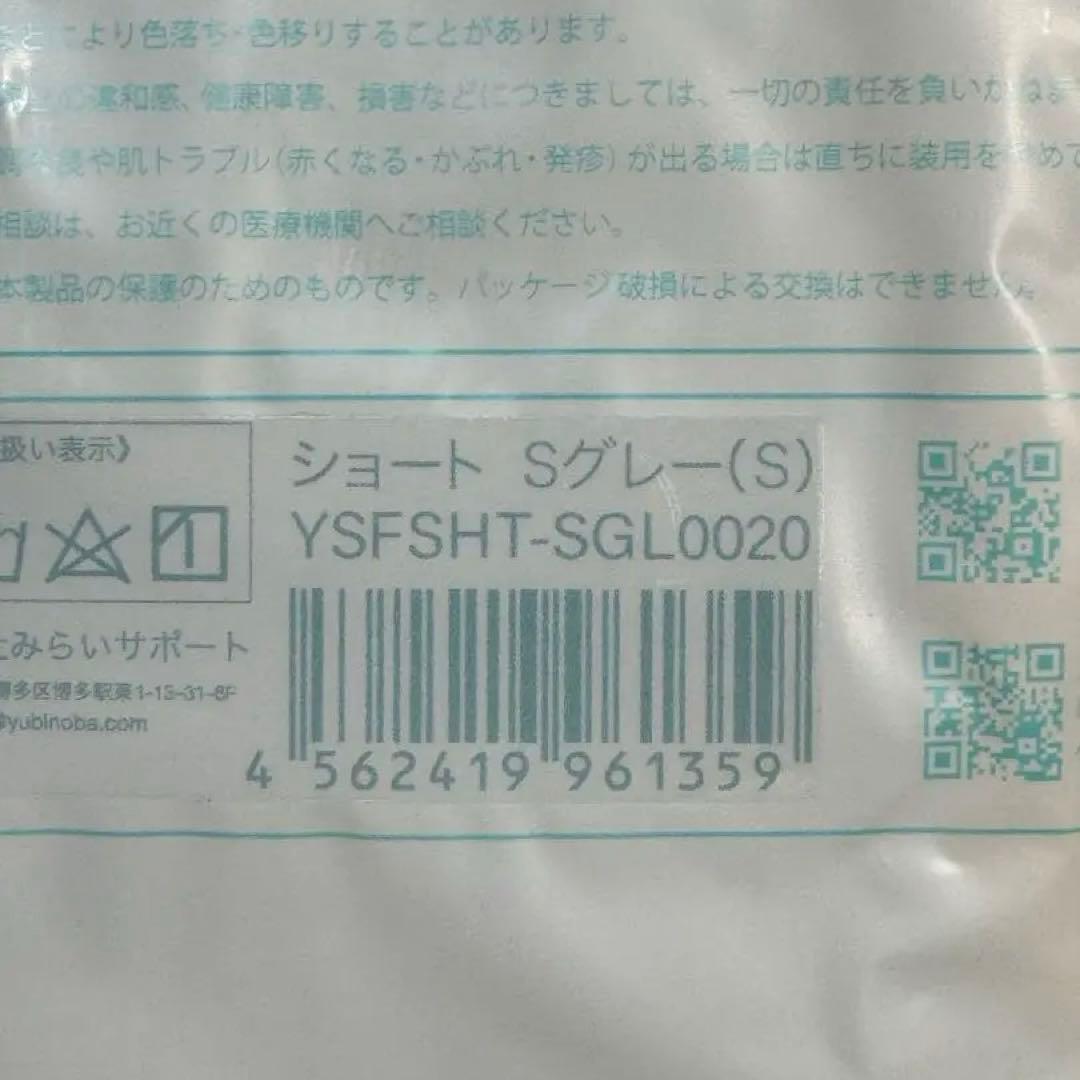 により色落ち・色移りすることがあります。
の違和感、健康障害、損害などにつきましては、一切の責任を負いかねま
や肌トラブル(赤くなる・かぶれ・発疹)が出る場合は直ちに装用を
相談は、お近くの医療機関へご相談ください。
本製品の保護のためのものです。パッケージ破損による交換はできません
扱い表示》
ショート Sグレー(S)
YSFSHT-SGL0020
みらいサポート
博多区博多駅東1-13-31-6F
@yubinoba.com
4 562419 961359